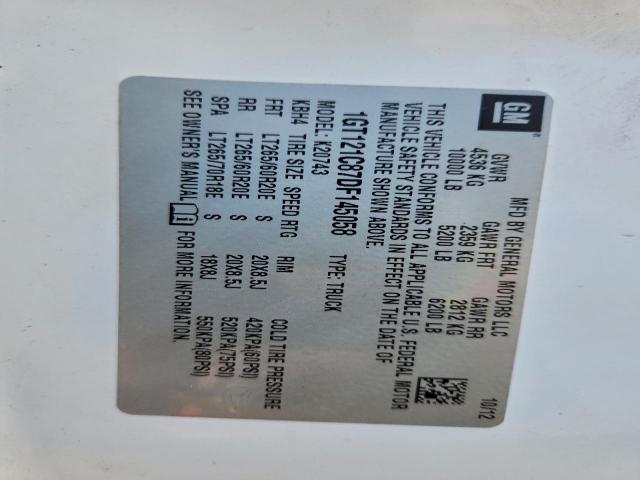 GM®
MFD BY GENERAL MOTORS LLC 10/12
GVWR GAWR FRT GAWR RR
4536 KG 2359 KG 2812 KG
10000 LB 5200 LB 6200 LB
THIS VEHICLE CONFORMS TO ALL APPLICABLE U.S. FEDERAL MOTOR
VEHICLE SAFETY STANDARDS IN EFFECT ON THE DATE OF
MANUFACTURE SHOWN ABOVE.
1GT121C87DF145058 TYPE: TRUCK
MODEL: K20743
KBH4 TIRE SIZE SPEED RTG RIM COLD TIRE PRESSURE
FRT LT265/60R20E S 20X8.5J 420KPA(60PSI)
RR LT265/60R20E S 20X8.5J 520KPA(75PSI)
SPA LT265/70R18E S 18X8J 560KPA(80PSI)
SEE OWNER'S MANUAL FOR MORE INFORMATION.